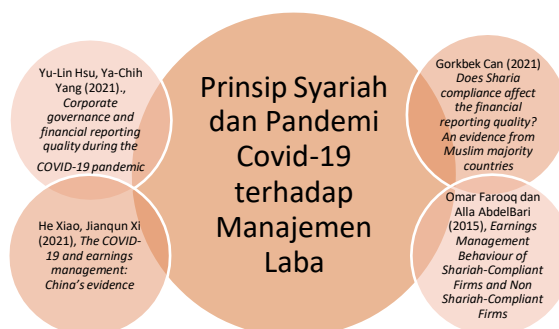 Yu-Lin Hsu, Ya-Chih
Yang (2021).,
Corporate
governance and
financial reporting
quality during the
COVID-19 pandemic
He Xiao, Jianqun Xi
(2021), The COVID-
19 and earnings
management:
China's evidence
Prinsip Syariah
dan Pandemi
Covid-19
terhadap
Manajemen
Laba
Gorkbek Can (2021)
Does Sharia
compliance affect
the financial
reporting quality?
An evidence from
Muslim majority
countries
Omar Farooq dan
Alla AbdelBari
(2015), Earnings
Management
Behaviour of
Shariah-Compliant
Firms and Non
Shariah-Compliant
Firms